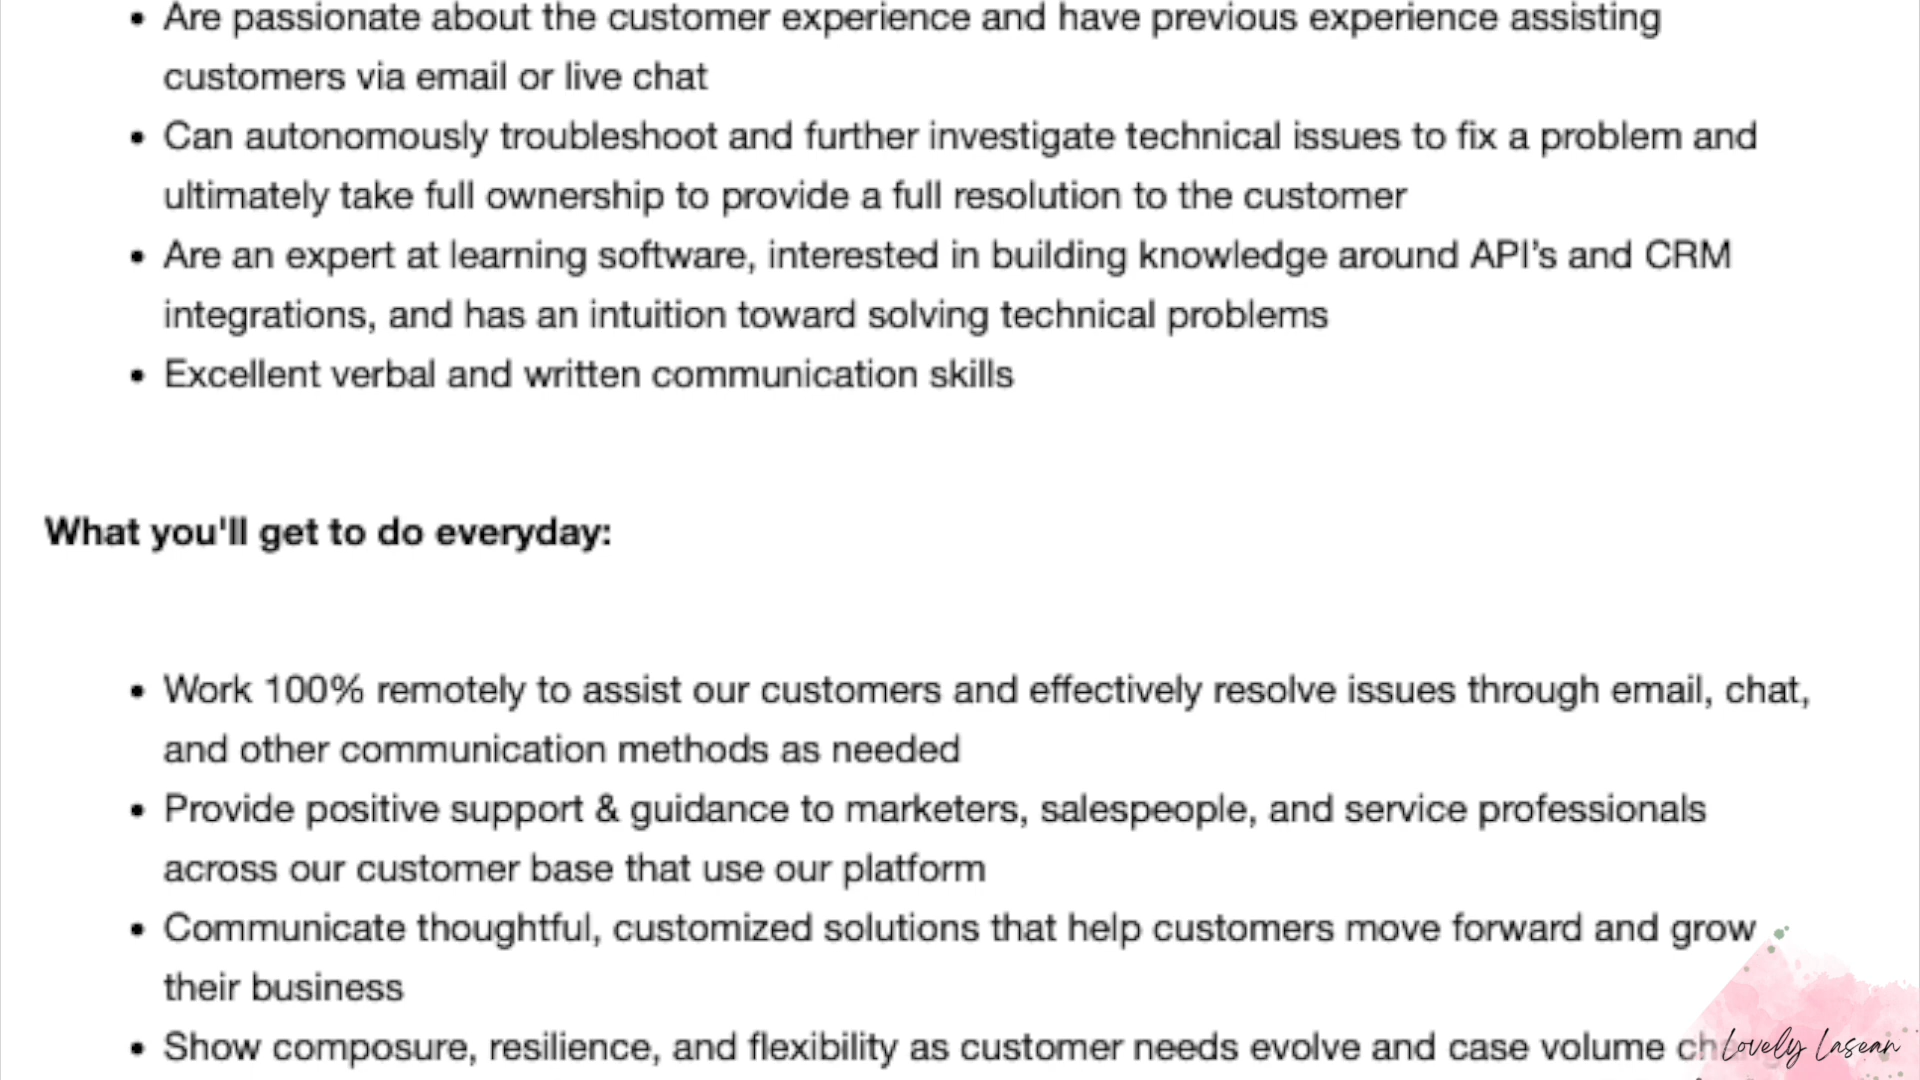 • Are passionate about the customer experience and have previous experience assisting
customers via email or live chat
• Can autonomously troubleshoot and further investigate technical issues to fix a problem and
ultimately take full ownership to provide a full resolution to the customer
• Are an expert at learning software, interested in building knowledge around API's and CRM
integrations, and has an intuition toward solving technical problems
• Excellent verbal and written communication skills
What you'll get to do everyday:
• Work 100% remotely to assist our customers and effectively resolve issues through email, chat,
and other communication methods as needed
• Provide positive support & guidance to marketers, salespeople, and service professionals
across our customer base that use our platform
• Communicate thoughtful, customized solutions that help customers move forward and grow
their business
• Show composure, resilience, and flexibility as customer needs evolve and case volume
Lovely Lasean